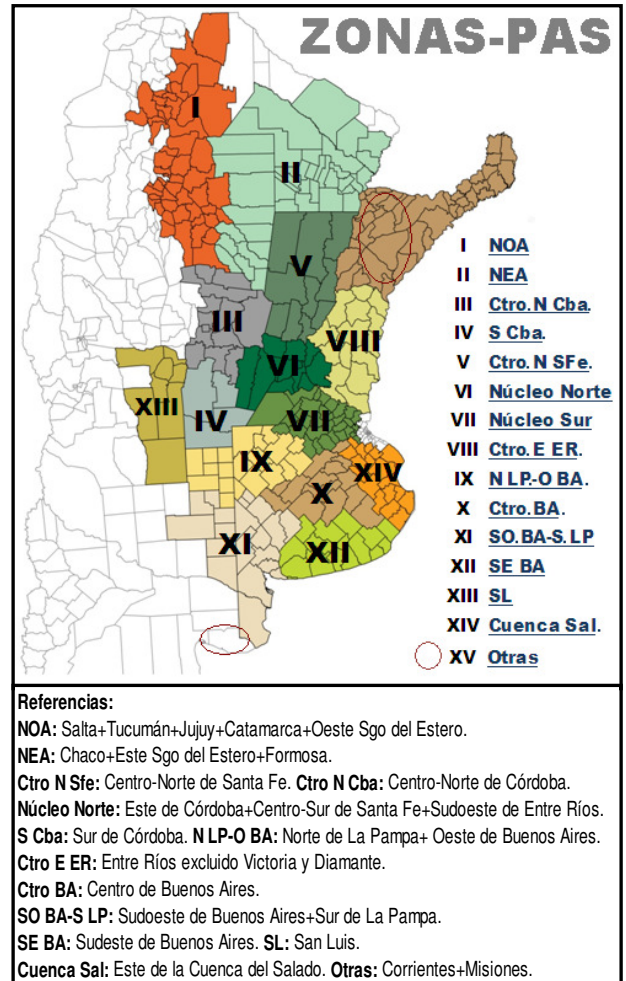 ZONAS-PAS
I
II
V
III
VIII
VI
XIII
IV
VII
IX
XIV
X
XI
XII
I NOA
II NEA
III Ctro.N Cba.
IV S Cba.
V Ctro.N SFe.
VI Núcleo Norte
VII Núcleo Sur
VIII Ctro.E ER.
IX N LP-O BA.
X Ctro.BA.
XI SO.BA-S.LP
XII SE BA
XIII SL
XIV Cuenca Sal.
XV Otras
Referencias:
NOA: Salta+Tucumán+Jujuy+Catamarca+Oeste Sgo del Estero.
NEA: Chaco+Este Sgo del Estero+Formosa.
Ctro N Sfe: Centro-Norte de Santa Fe. Ctro N Cba: Centro-Norte de Córdoba.
Núcleo Norte: Este de Córdoba+Centro-Sur de Santa Fe+Sudoeste de Entre Ríos.
S Cba: Sur de Córdoba. N LP-O BA: Norte de La Pampa+ Oeste de Buenos Aires.
Ctro E ER: Entre Ríos excluido Victoria y Diamante.
Ctro BA: Centro de Buenos Aires.
SO BA-S LP: Sudoeste de Buenos Aires+Sur de La Pampa.
SE BA: Sudeste de Buenos Aires. SL: San Luis.
Cuenca Sal: Este de la Cuenca del Salado. Otras: Corrientes+Misiones.